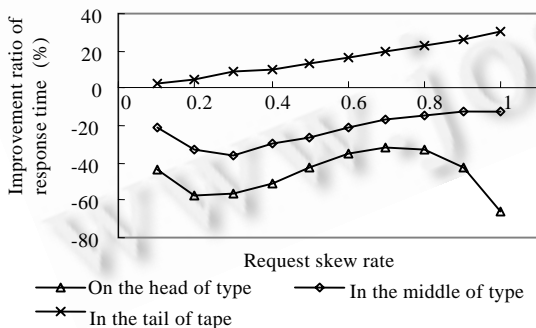 Improvement ratio of
response time (%)
40
20
0
-20
-40
-60
-80
0 0.2 0.4 0.6 0.8 1
Request skew rate
On the head of type
In the middle of type
In the tail of tape
www.jo